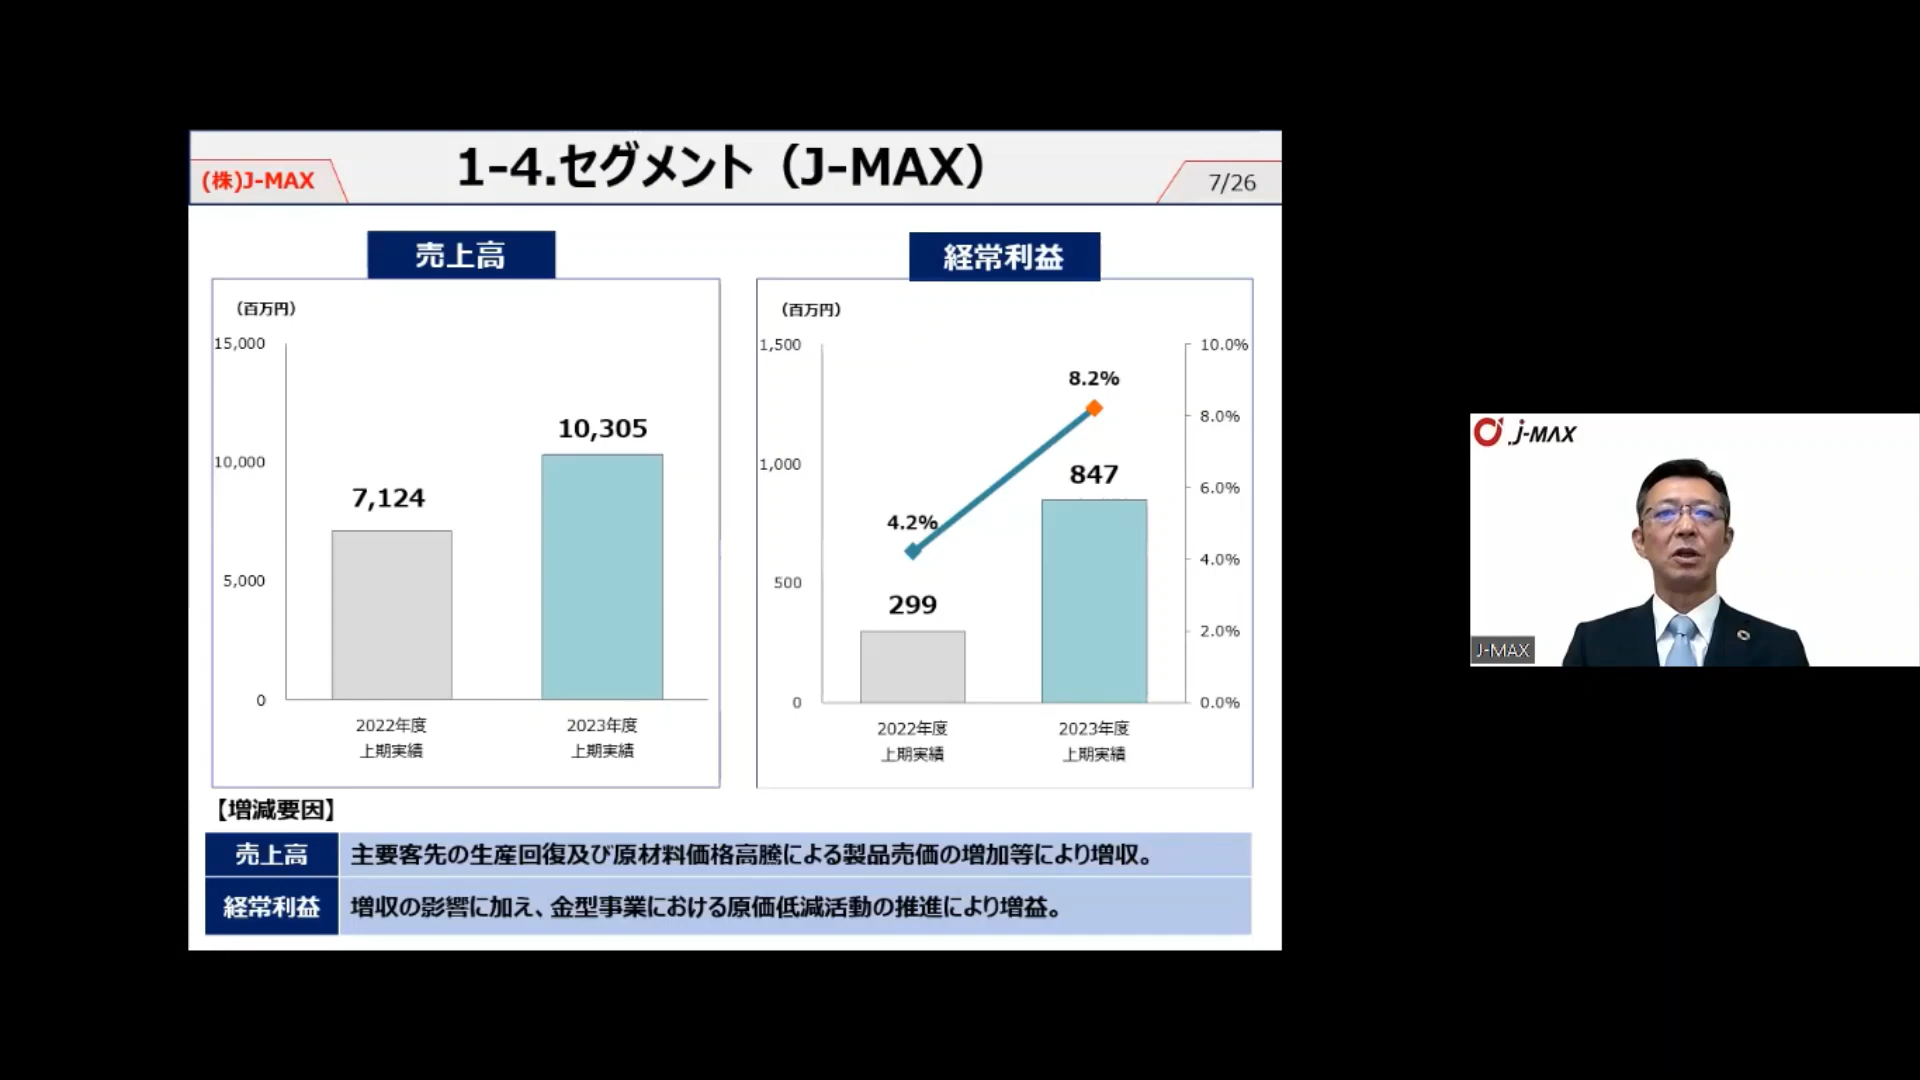 (株)J-MAX
1-4.セグメント（J-MAX）
7/26
売上高
（百万円）
15,000
10,000
5,000
0
7,124
10,305
2022年度
上期実績
2023年度
上期実績
経常利益
（百万円）
1,500
1,000
500
0
10.0%
8.0%
6.0%
4.0%
2.0%
0.0%
4.2%
8.2%
299
847
2022年度
上期実績
2023年度
上期実績
【増減要因】
売上高
主要客先の生産回復及び原材料価格高騰による製品売価の増加等により増収。
経常利益
増収の影響に加え、金型事業における原価低減活動の推進により増益。
J-MAX
J-MAX